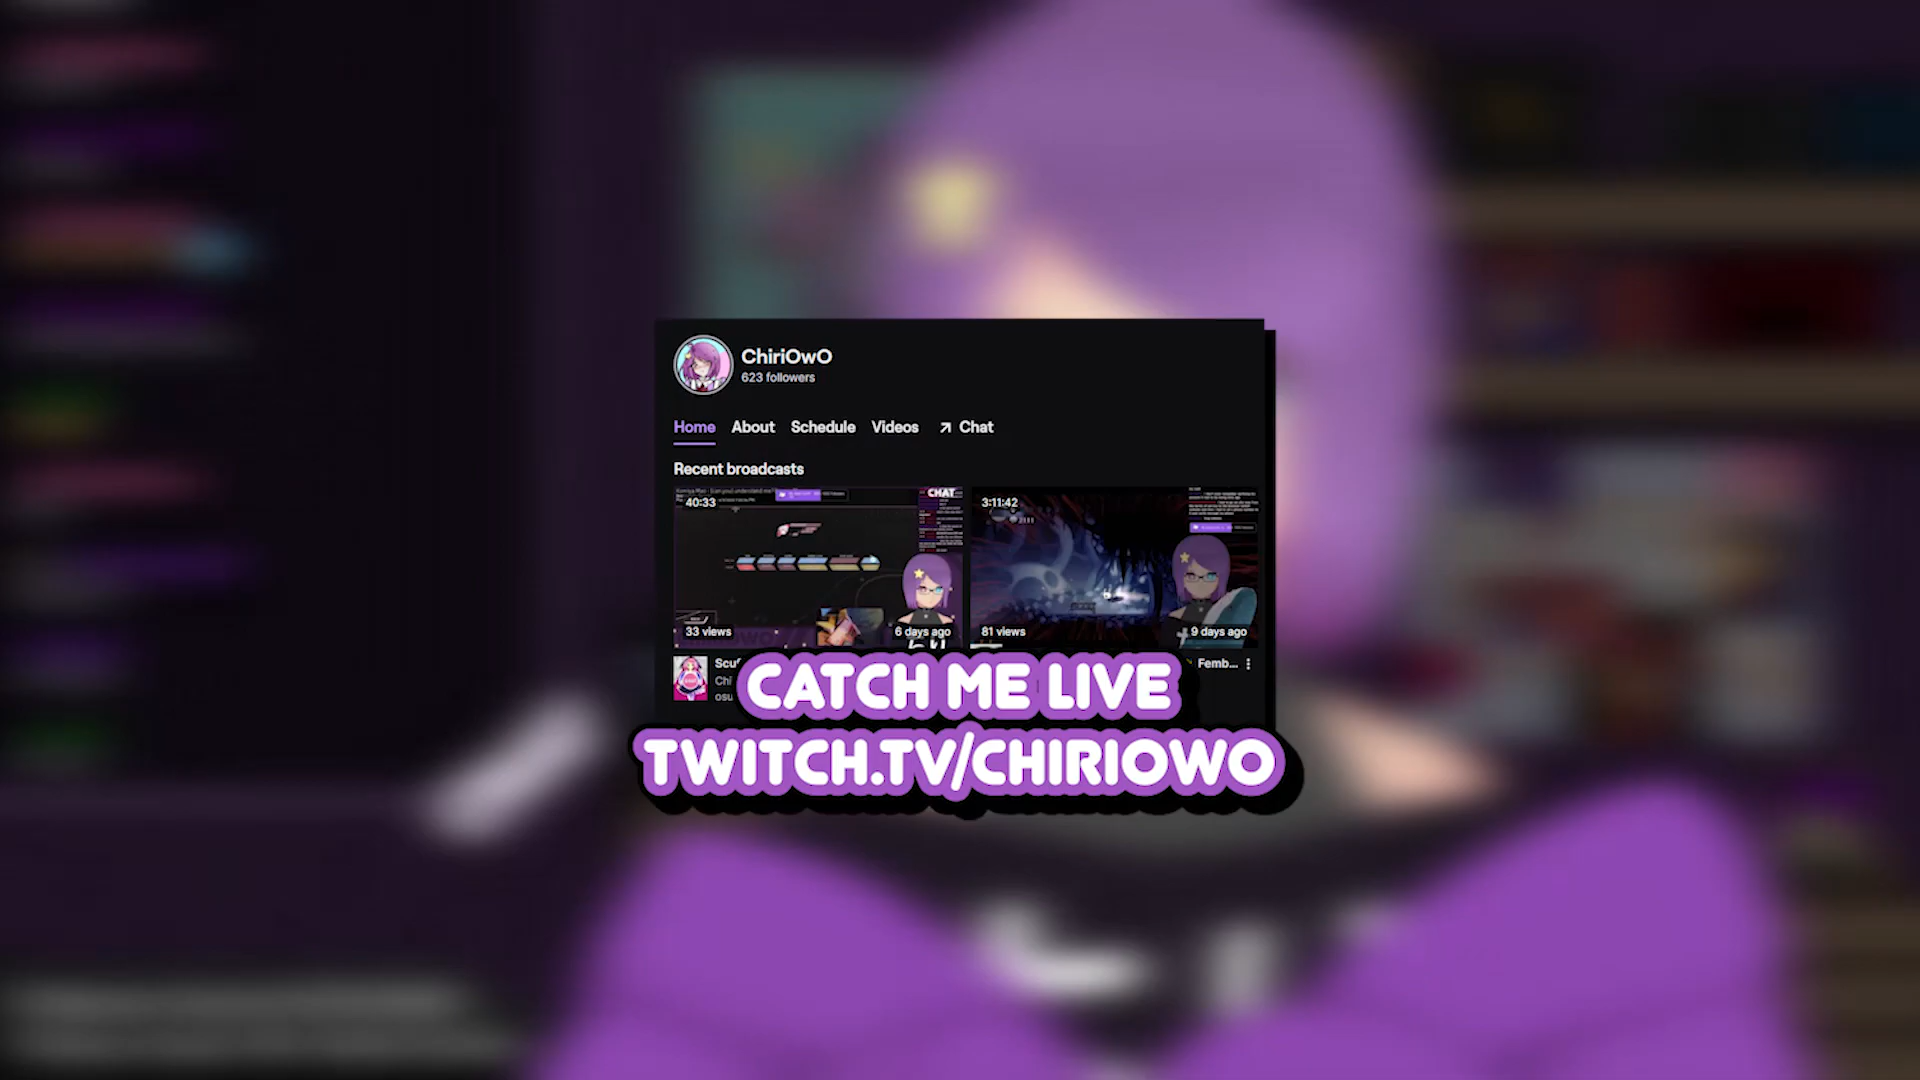 ChiriOwO
623 followers
Home About Schedule Videos Chat
Recent broadcasts
40:33
CHAT
3:11:42
33 views
6 days ago
81 views
9 days ago
Femb...
CATCH ME LIVE
TWITCH.TV/CHIRIOWO